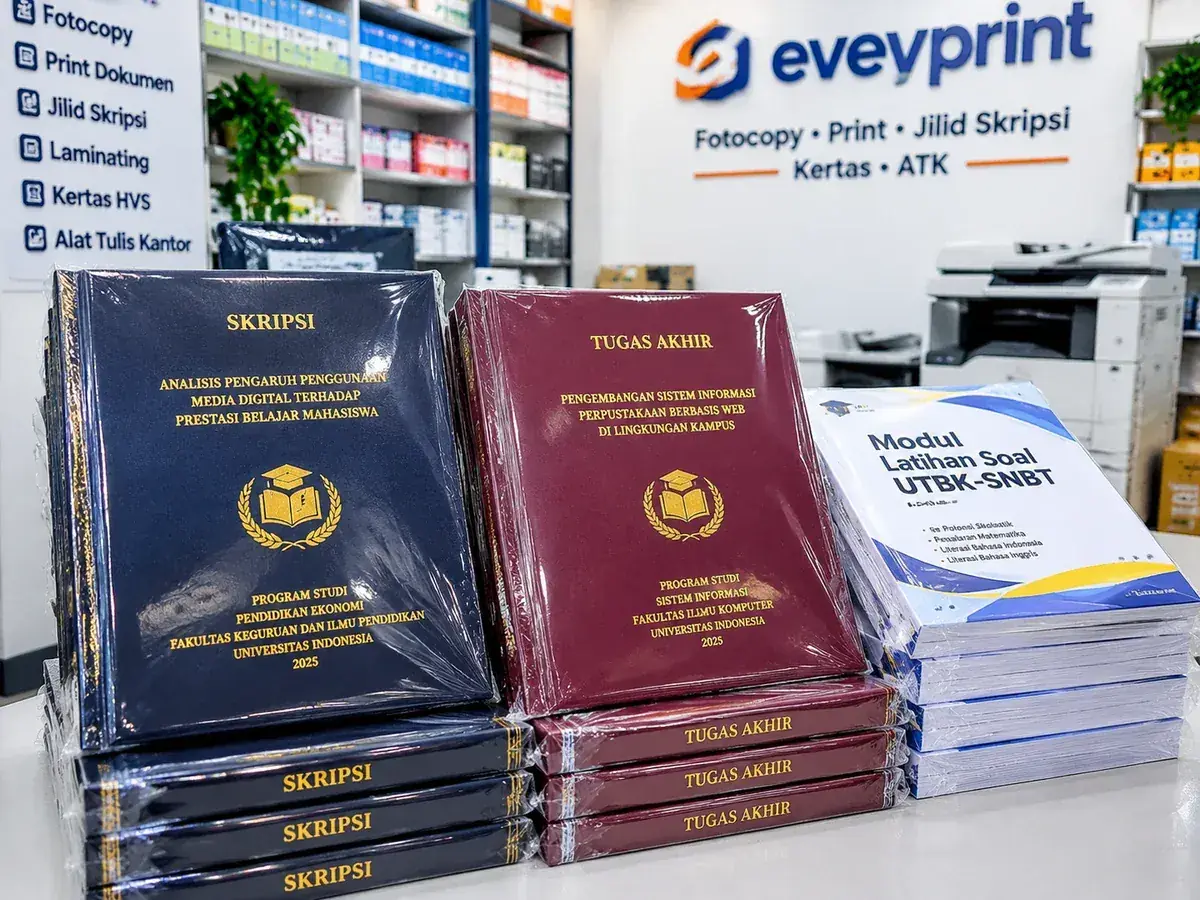 Fotocopy
Print Dokumen
Jilid Skripsi
Laminating
Kertas HVS
Alat Tulis Kantor
eveyprint
Fotocopy • Print • Jilid Skripsi
Kertas • ATK
SKRIPSI
ANALISIS PENGARUH PENGGUNAAN
MEDIA DIGITAL TERHADAP
PRESTASI BELAJAR MAHASISWA
PROGRAM STUDI
PENDIDIKAN EKONOMI
FAKULTAS KEGURUAN DAN ILMU PENDIDIKAN
UNIVERSITAS INDONESIA
2025
SKRIPSI
SKRIPSI
SKRIPSI
TUGAS AKHIR
PENGEMBANGAN SISTEM INFORMASI
PERPUSTAKAAN BERBASIS WEB
DI LINGKUNGAN KAMPUS
PROGRAM STUDI
SISTEM INFORMASI
FAKULTAS ILMU KOMPUTER
UNIVERSITAS INDONESIA
2025
TUGAS AKHIR
TUGAS AKHIR
TUGAS AKHIR
Modul
Latihan Soal
UTBK-SNBT
• Penalaran Matematika
• Literasi Bahasa Indonesia
• Literasi Bahasa Inggris